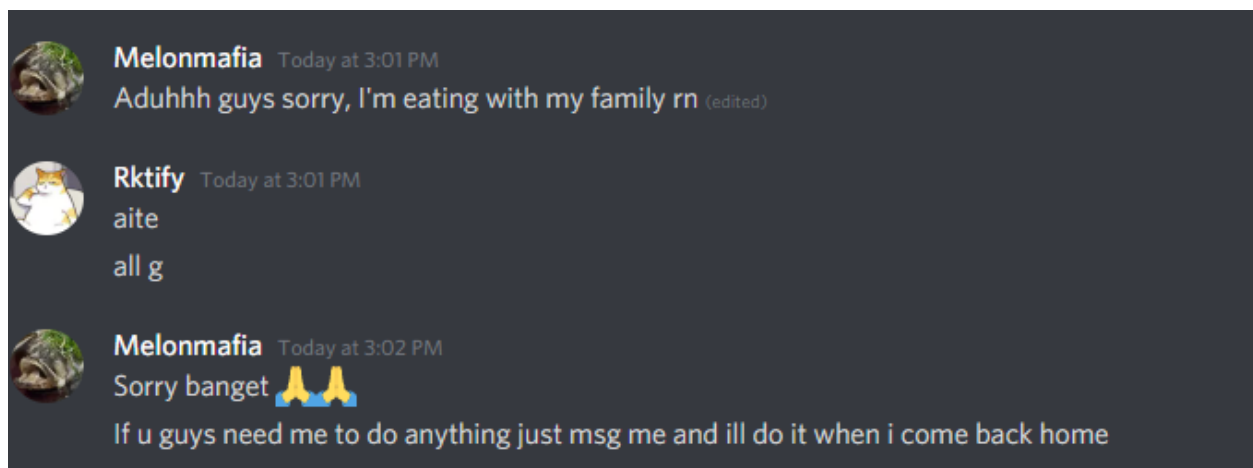 Melonmafia Today at 3:01 PM
Aduhhh guys sorry, I'm eating with my family rn (edited)
Rktify Today at 3:01 PM
aite
all g
Melonmafia Today at 3:02 PM
Sorry banget 🙏🙏
If u guys need me to do anything just msg me and ill do it when i come back home